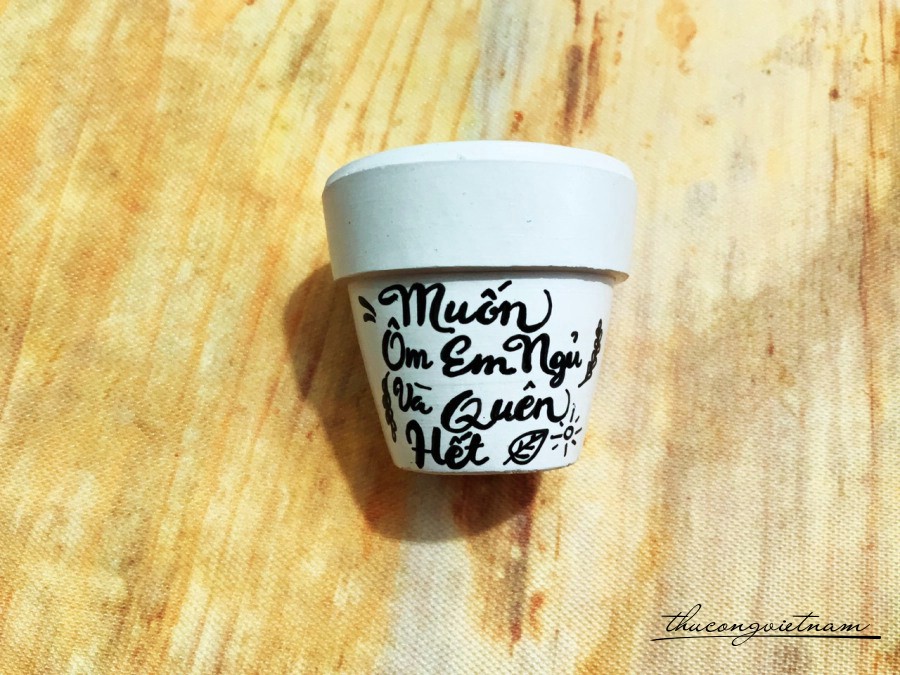 Muốn
Ôm Em Ngủ
Và Quên
Hết
thucongvietnam